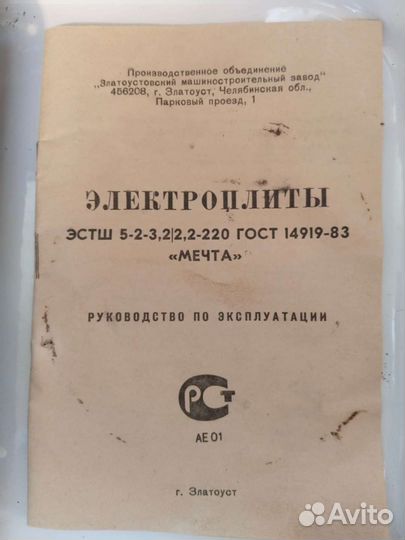 Производственное объединение
"Златоустовский машиностроительный завод"
456208, г. Златоуст, Челябинская обл.,
Парковый проезд, 1
ЭЛЕКТРОПЛИТЫ
ЭСТШ 5-2-3,2|2,2-220 ГОСТ 14919-83
«МЕЧТА»
РУКОВОДСТВО ПО ЭКСПЛУАТАЦИИ
РСТ
АЕ 01
г. Златоуст
Avito